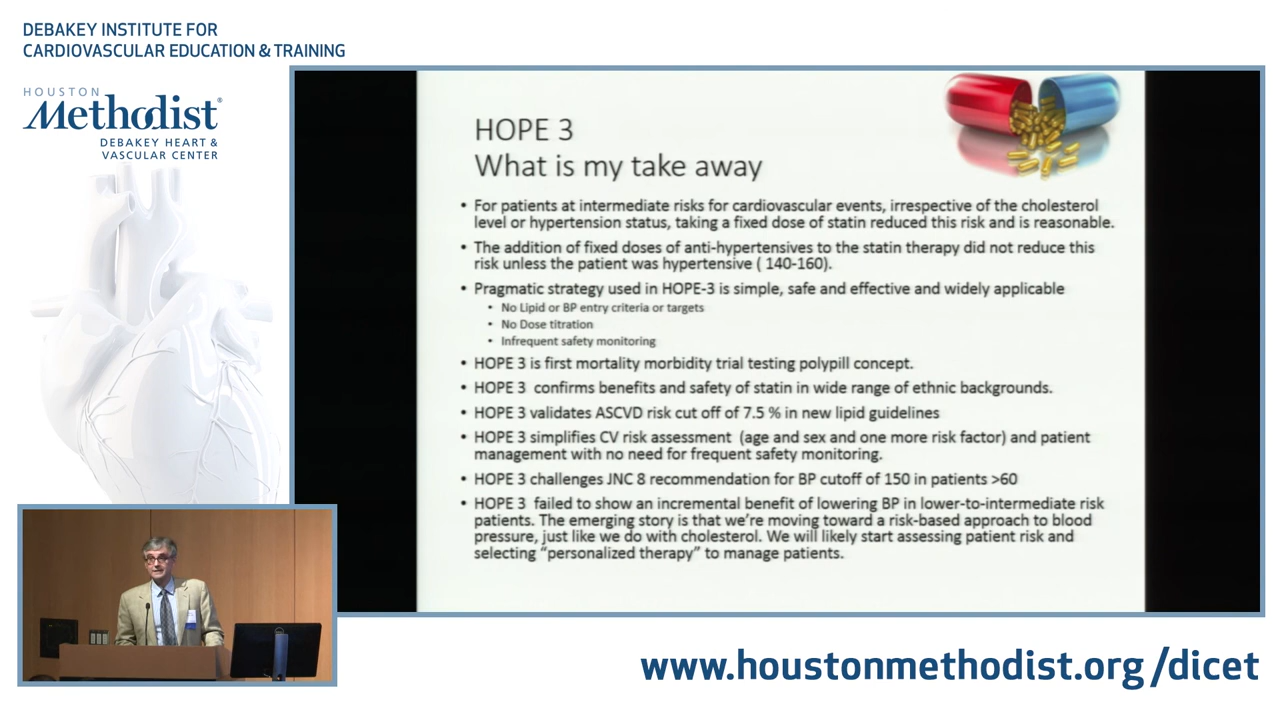 DEBAKEY INSTITUTE FOR
CARDIOVASCULAR EDUCATION & TRAINING
HOUSTON
Methodist®
DEBAKEY HEART &
VASCULAR CENTER
HOPE 3
What is my take away
• For patients at intermediate risks for cardiovascular events, irrespective of the cholesterol
level or hypertension status, taking a fixed dose of statin reduced this risk and is reasonable.
• The addition of fixed doses of anti-hypertensives to the statin therapy did not reduce this
risk unless the patient was hypertensive ( 140-160).
• Pragmatic strategy used in HOPE-3 is simple, safe and effective and widely applicable
• No Lipid or BP entry criteria or targets
• No Dose titration
• Infrequent safety monitoring
• HOPE 3 is first mortality morbidity trial testing polypill concept.
• HOPE 3 confirms benefits and safety of statin in wide range of ethnic backgrounds.
• HOPE 3 validates ASCVD risk cut off of 7.5 % in new lipid guidelines
• HOPE 3 simplifies CV risk assessment (age and sex and one more risk factor) and patient
management with no need for frequent safety monitoring.
• HOPE 3 challenges JNC 8 recommendation for BP cutoff of 150 in patients >60
• HOPE 3 failed to show an incremental benefit of lowering BP in lower-to-intermediate risk
patients. The emerging story is that we're moving toward a risk-based approach to blood
pressure, just like we do with cholesterol. We will likely start assessing patient risk and
selecting “personalized therapy” to manage patients.
www.houstonmethodist.org/dicet